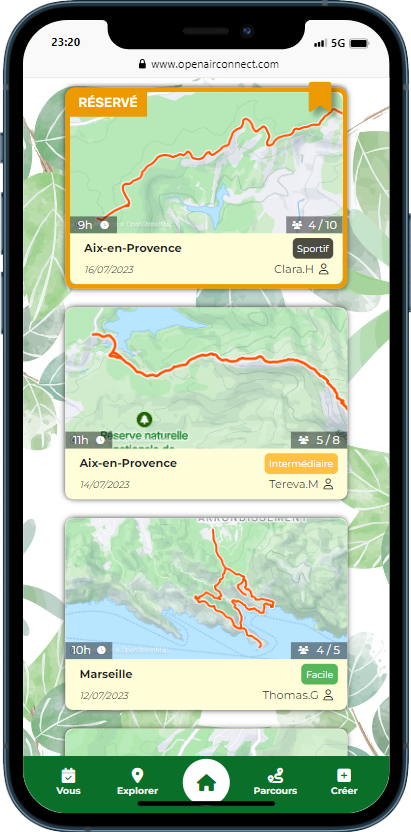 23:20
5G
www.openairconnect.com
RÉSERVÉ
9h
4 / 10
Aix-en-Provence
Sportif
16/07/2023
Clara.H
Réserve naturelle
nationale de
11h
5 / 8
Aix-en-Provence
Intermédiaire
14/07/2023
Tereva.M
ARRONDISSEMENT
10h
4 / 5
Marseille
Facile
12/07/2023
Thomas.G
Vous
Explorer
Parcours
Créer